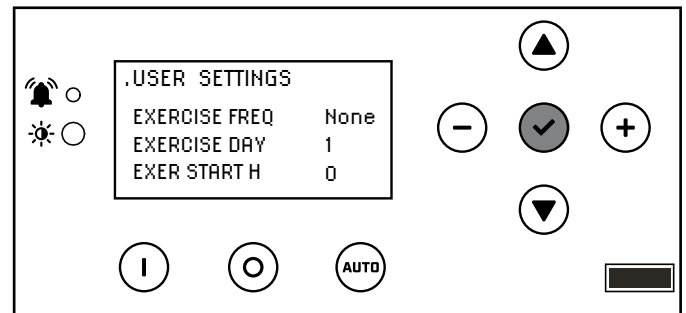 .USER SETTINGS
EXERCISE FREQ None
EXERCISE DAY 1
EXER START H 0
AUTO